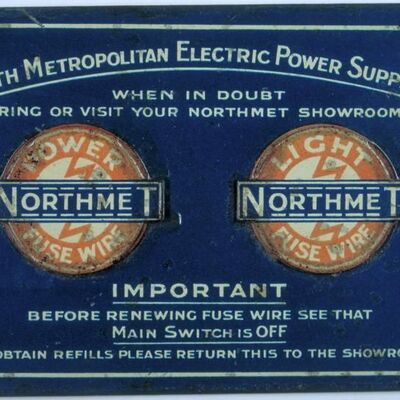 TH METROPOLITAN ELECTRIC POWER SUPP
WHEN IN DOUBT
RING OR VISIT YOUR NORTHMET SHOWROOM
POWER
NORTHMET
FUSE WIRE
LIGHT
NORTHMET
FUSE WIRE
IMPORTANT
BEFORE RENEWING FUSE WIRE SEE THAT
MAIN SWITCH IS OFF
OBTAIN REFILLS PLEASE RETURN THIS TO THE SHOWRO